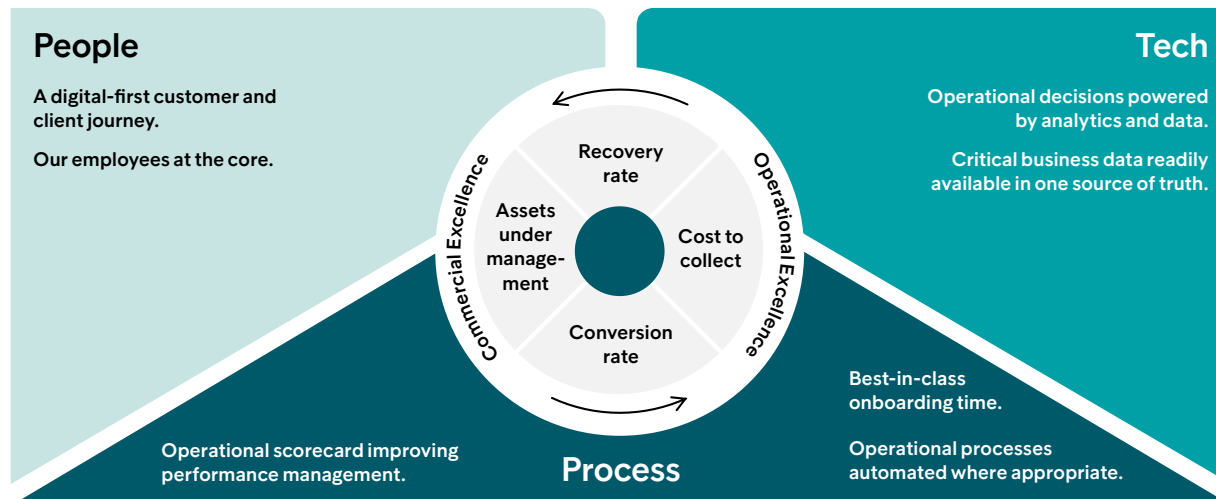 People
A digital-first customer and
client journey.
Our employees at the core.
Tech
Operational decisions powered
by analytics and data.
Critical business data readily
available in one source of truth.
Commercial Excellence
Operational Excellence
Recovery
rate
Assets
under
manage-
ment
Cost to
collect
Conversion
rate
Operational scorecard improving
performance management.
Process
Best-in-class
onboarding time.
Operational processes
automated where appropriate.